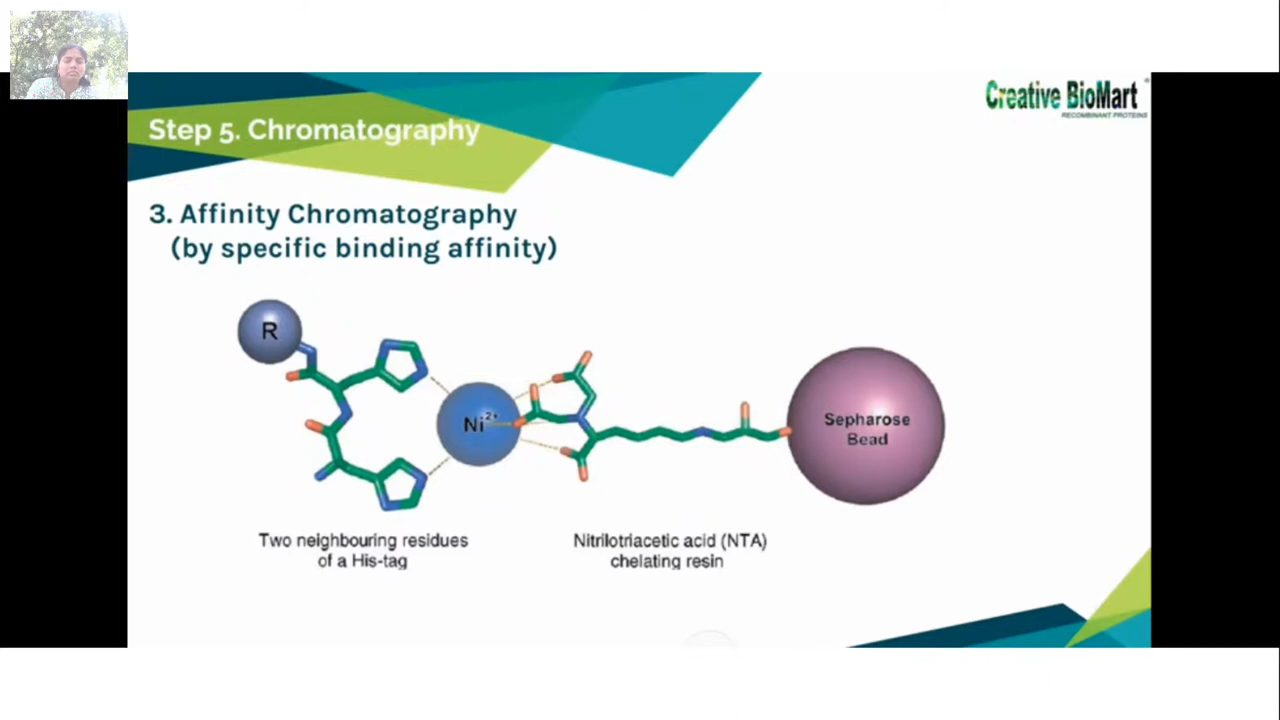 Creative BioMart
RECOMBINANT PROTEINS
Step 5. Chromatography
3. Affinity Chromatography
(by specific binding affinity)
R
Ni2+
Sepharose
Bead
Two neighbouring residues
of a His-tag
Nitrilotriacetic acid (NTA)
chelating resin